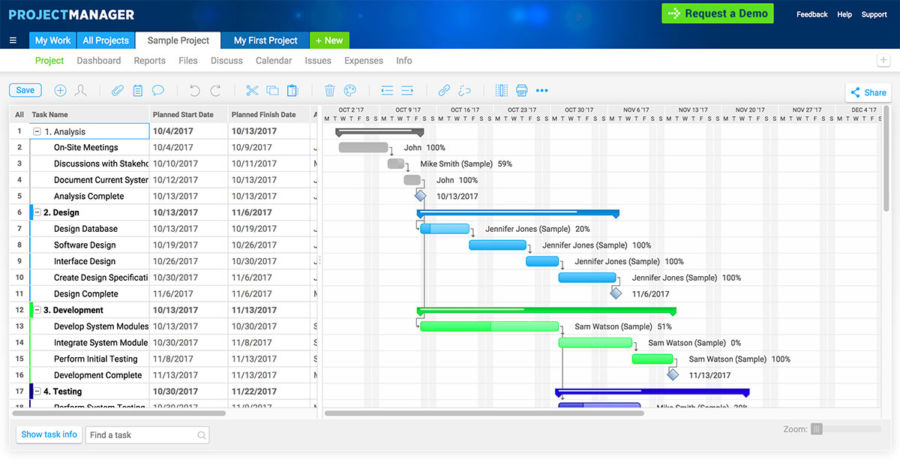 PROJECTMANAGER
Request a Demo
Feedback Help Support
My Work All Projects Sample Project My First Project + New
Project Dashboard Reports Files Discuss Calendar Issues Expenses Info
Save
Share
All Task Name Planned Start Date Planned Finish Date
OCT 2 '17 OCT 9 '17 OCT 16 '17 OCT 23 '17 OCT 30 '17 NOV 6 '17 NOV 13 '17 NOV 20 '17 NOV 27 '17 DEC 4 '17
M T W T F S S M T W T F S S M T W T F S S M T W T F S S M T W T F S S M T W T F S S M T W T F S S M T W T F S S M T W T F S S M T W T F S
1 1. Analysis 10/4/2017 10/13/2017
2 On-Site Meetings 10/4/2017 10/9/2017 John 100%
3 Discussions with Stakeho 10/10/2017 10/11/2017 Mike Smith (Sample) 59%
4 Document Current System 10/12/2017 10/13/2017 John 100%
5 Analysis Complete 10/13/2017 10/13/2017 10/13/2017
6 2. Design 10/13/2017 11/6/2017
7 Design Database 10/13/2017 10/19/2017 Jennifer Jones (Sample) 20%
8 Software Design 10/19/2017 10/26/2017 Jennifer Jones (Sample) 100%
9 Interface Design 10/26/2017 10/30/2017 Jennifer Jones (Sample) 100%
10 Create Design Specificati 10/30/2017 11/6/2017 Jennifer Jones (Sample) 100%
11 Design Complete 11/6/2017 11/6/2017 11/6/2017
12 3. Development 10/13/2017 11/13/2017
13 Develop System Modules 10/13/2017 10/30/2017 Sam Watson (Sample) 51%
14 Integrate System Module 10/30/2017 11/8/2017 Sam Watson (Sample) 0%
15 Perform Initial Testing 11/8/2017 11/13/2017 Sam Watson (Sample) 100%
16 Development Complete 11/13/2017 11/13/2017 11/13/2017
17 4. Testing 10/30/2017 11/22/2017
18 Perform System Testing 10/30/2017 11/9/2017 Mike Smith (Sample) 20%
Show task info Find a task Zoom: